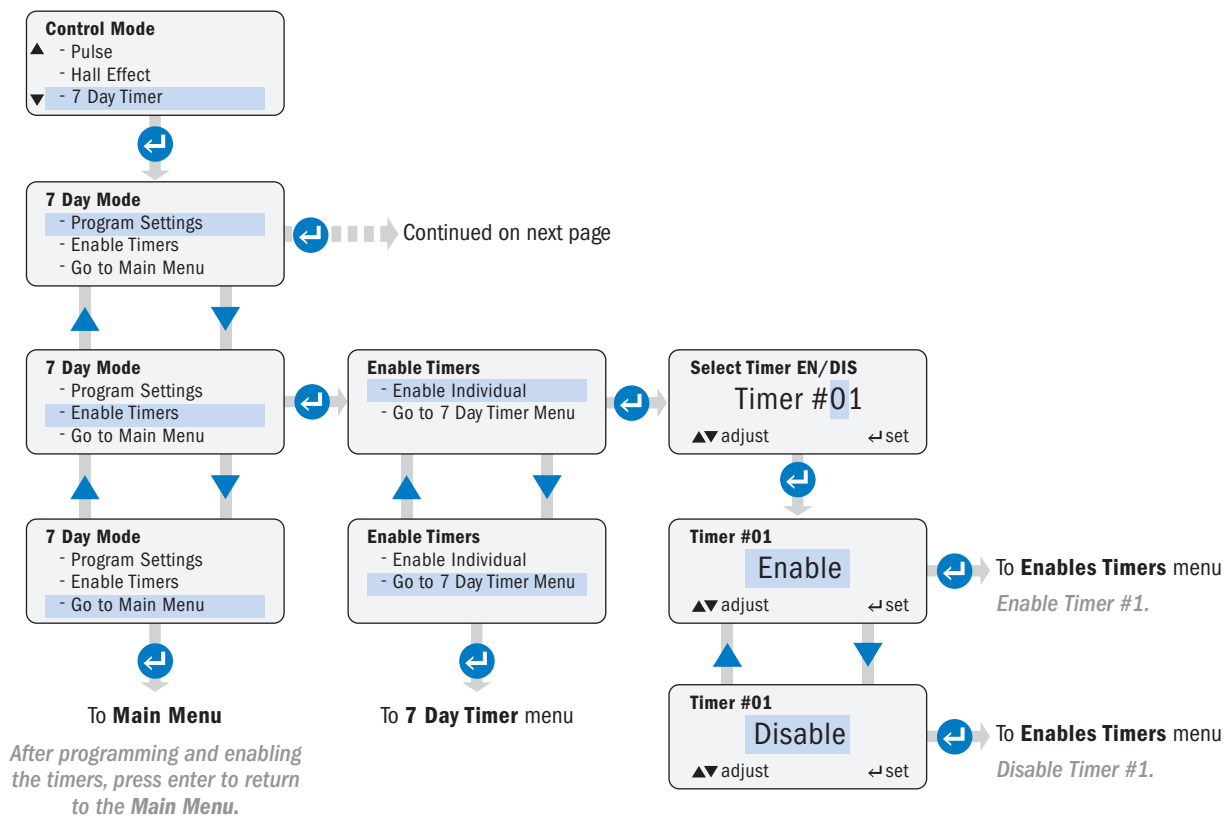 Control Mode
- Pulse
- Hall Effect
- 7 Day Timer
7 Day Mode
- Program Settings
- Enable Timers
- Go to Main Menu
Continued on next page
7 Day Mode
- Program Settings
- Enable Timers
- Go to Main Menu
Enable Timers
- Enable Individual
- Go to 7 Day Timer Menu
Select Timer EN/DIS
Timer #01
▲▼ adjust ↵ set
7 Day Mode
- Program Settings
- Enable Timers
- Go to Main Menu
Enable Timers
- Enable Individual
- Go to 7 Day Timer Menu
Timer #01
Enable
▲▼ adjust ↵ set
To Enables Timers menu
Enable Timer #1.
To Main Menu
After programming and enabling
the timers, press enter to return
to the Main Menu.
To 7 Day Timer menu
Timer #01
Disable
▲▼ adjust ↵ set
To Enables Timers menu
Disable Timer #1.